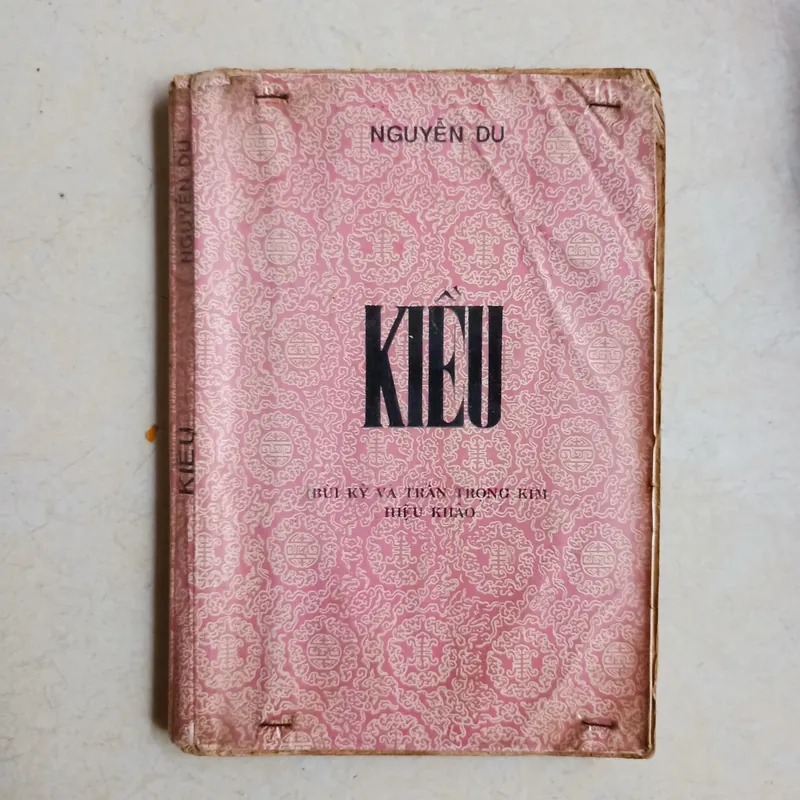 NGUYỄN DU
KIỀU
(BÙI KỶ VÀ TRẦN TRỌNG KIM
HIỆU KHẢO)
NGUYỄN DU
KIỀU